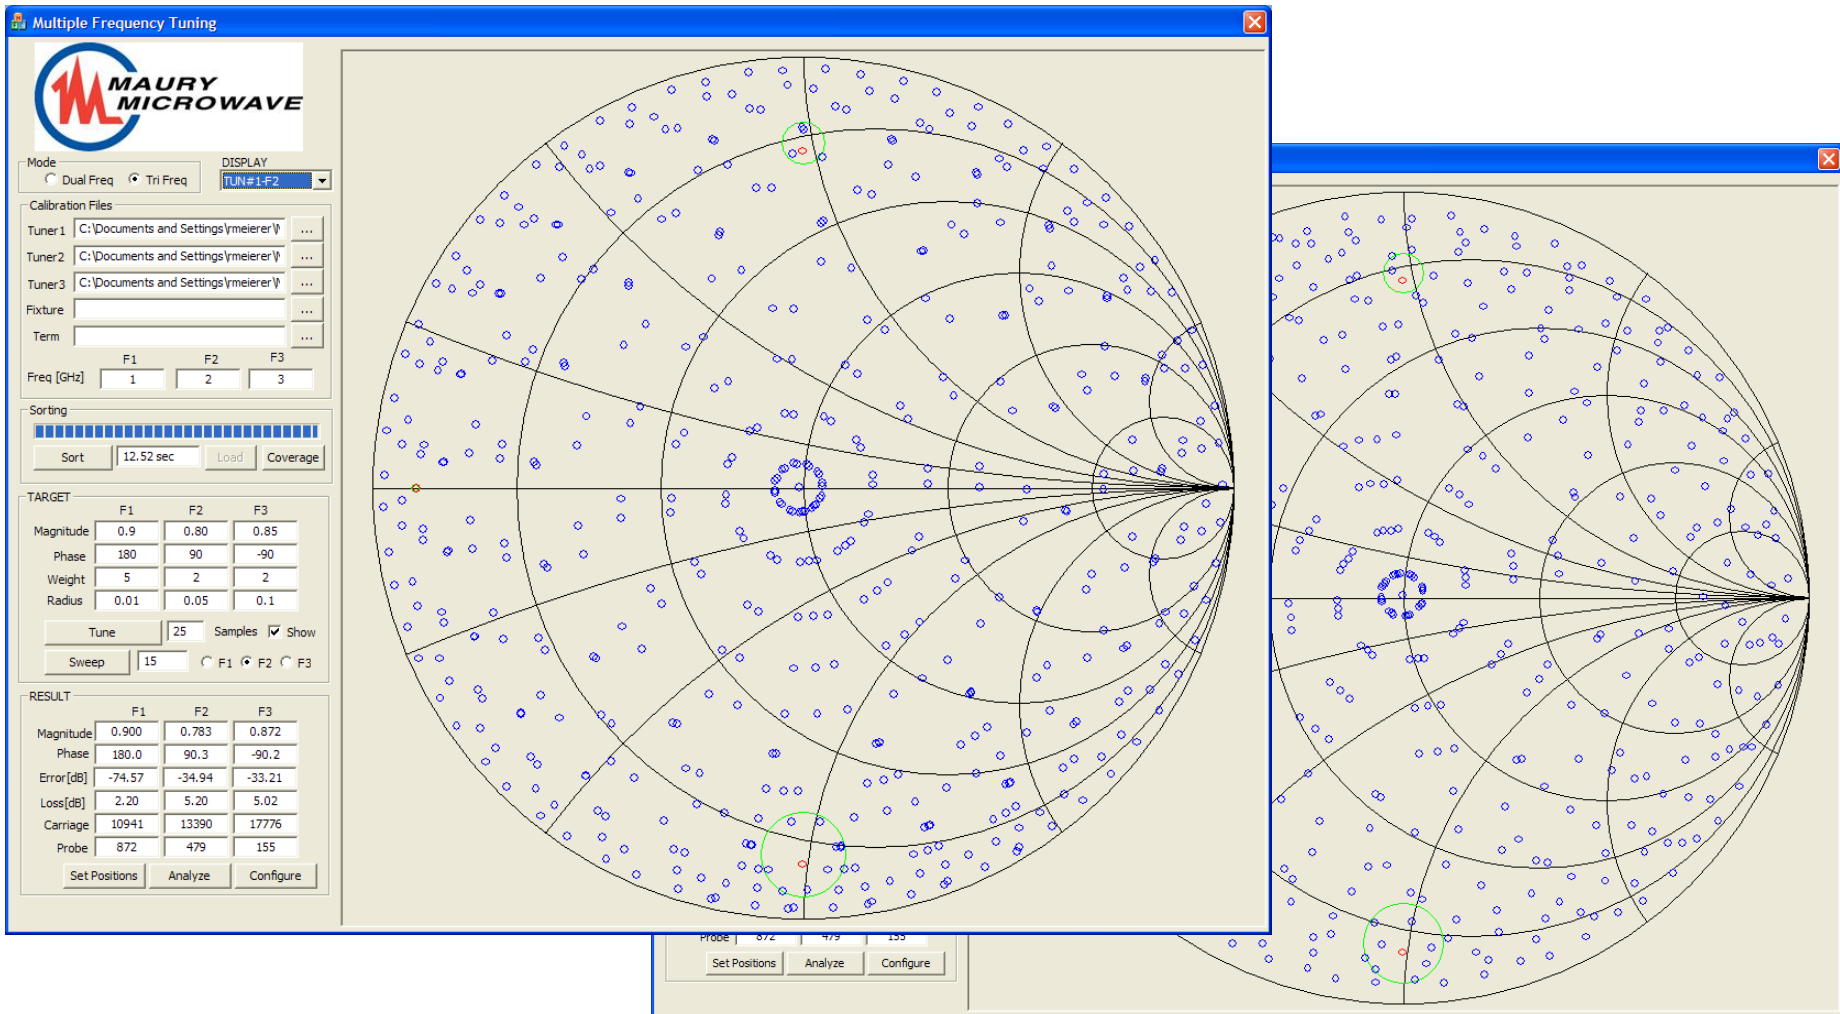 Multiple Frequency Tuning
MAURY
MICROWAVE
Mode
Dual Freq Tri Freq
DISPLAY
TUN#1-F2
Calibration Files
Tuner1 C:\Documents and Settings\rmeierer\ ...
Tuner2 C:\Documents and Settings\rmeierer\ ...
Tuner3 C:\Documents and Settings\rmeierer\ ...
Fixture ...
Term ...
F1 F2 F3
Freq [GHz] 1 2 3
Sorting
Sort 12.52 sec Load Coverage
TARGET
F1 F2 F3
Magnitude 0.9 0.80 0.85
Phase 180 90 -90
Weight 5 2 2
Radius 0.01 0.05 0.1
Tune 25 Samples Show
Sweep 15 F1 F2 F3
RESULT
F1 F2 F3
Magnitude 0.900 0.783 0.872
Phase 180.0 90.3 -90.2
Error[dB] -74.57 -34.94 -33.21
Loss[dB] 2.20 5.20 5.02
Carriage 10941 13390 17776
Probe 872 479 155
Set Positions Analyze Configure
Probe 872 479 155
Set Positions Analyze Configure